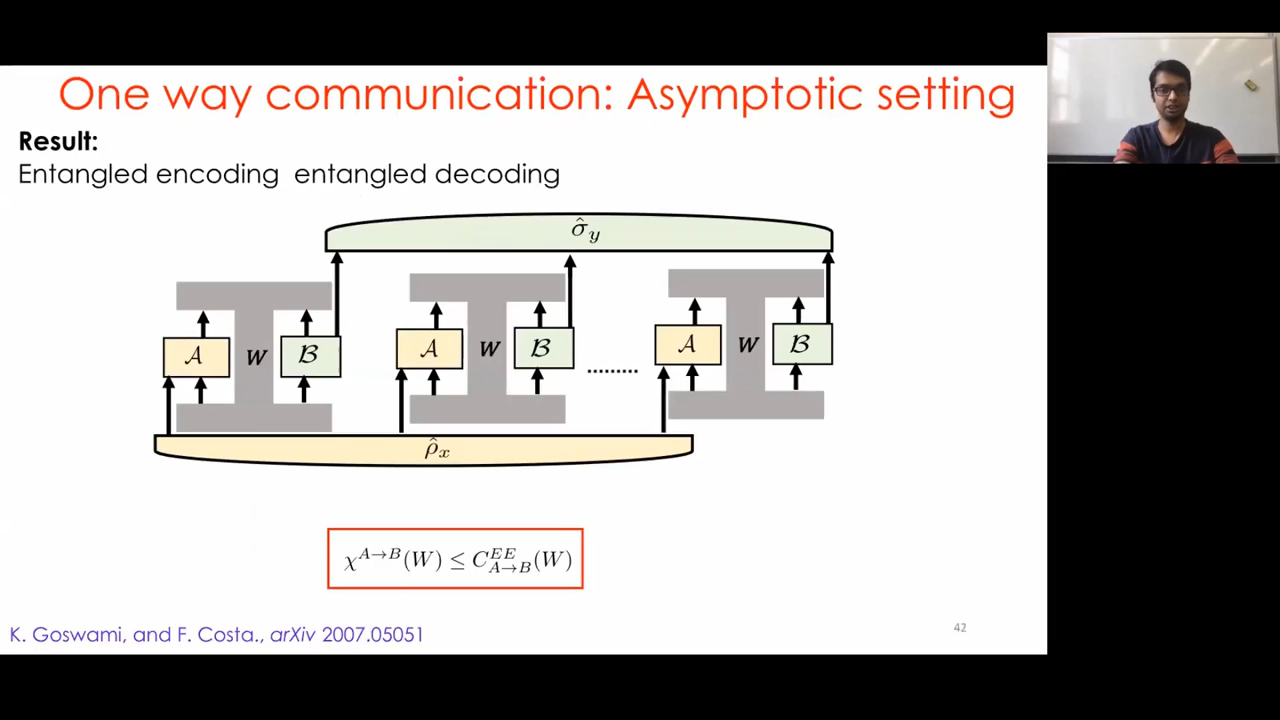 One way communication: Asymptotic setting
Result:
Entangled encoding entangled decoding
σ̂_y
A W B A W B ......... A W B
ρ̂_x
χ^{A→B}(W) ≤ C^{EE}_{A→B}(W)
K. Goswami, and F. Costa., arXiv 2007.05051
42